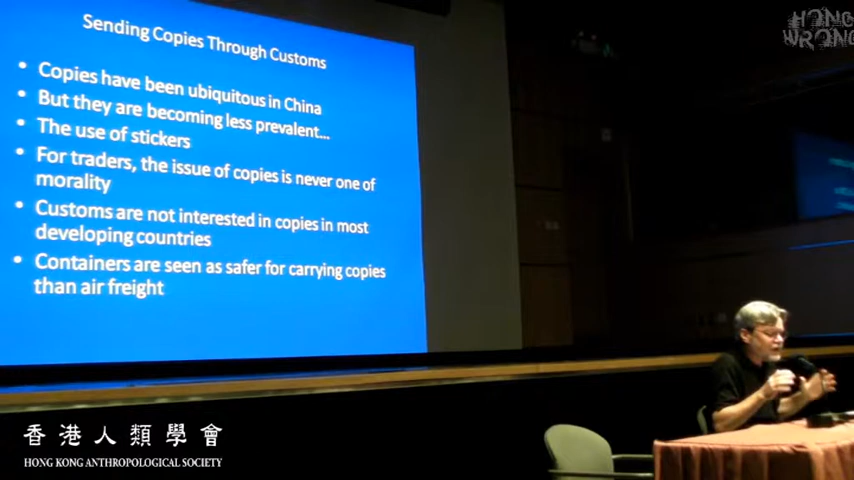 Sending Copies Through Customs
• Copies have been ubiquitous in China
• But they are becoming less prevalent...
• The use of stickers
• For traders, the issue of copies is never one of
morality
• Customs are not interested in copies in most
developing countries
• Containers are seen as safer for carrying copies
than air freight
HONG
WRONG
香港人類學會
HONG KONG ANTHROPOLOGICAL SOCIETY